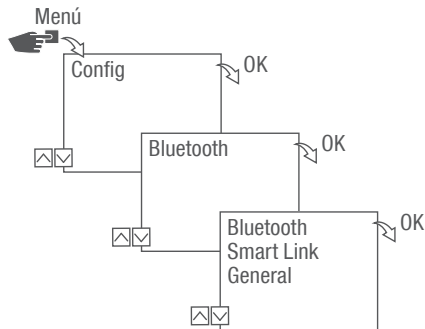 Menú
Config
OK
Bluetooth
OK
Bluetooth
Smart Link
General
OK